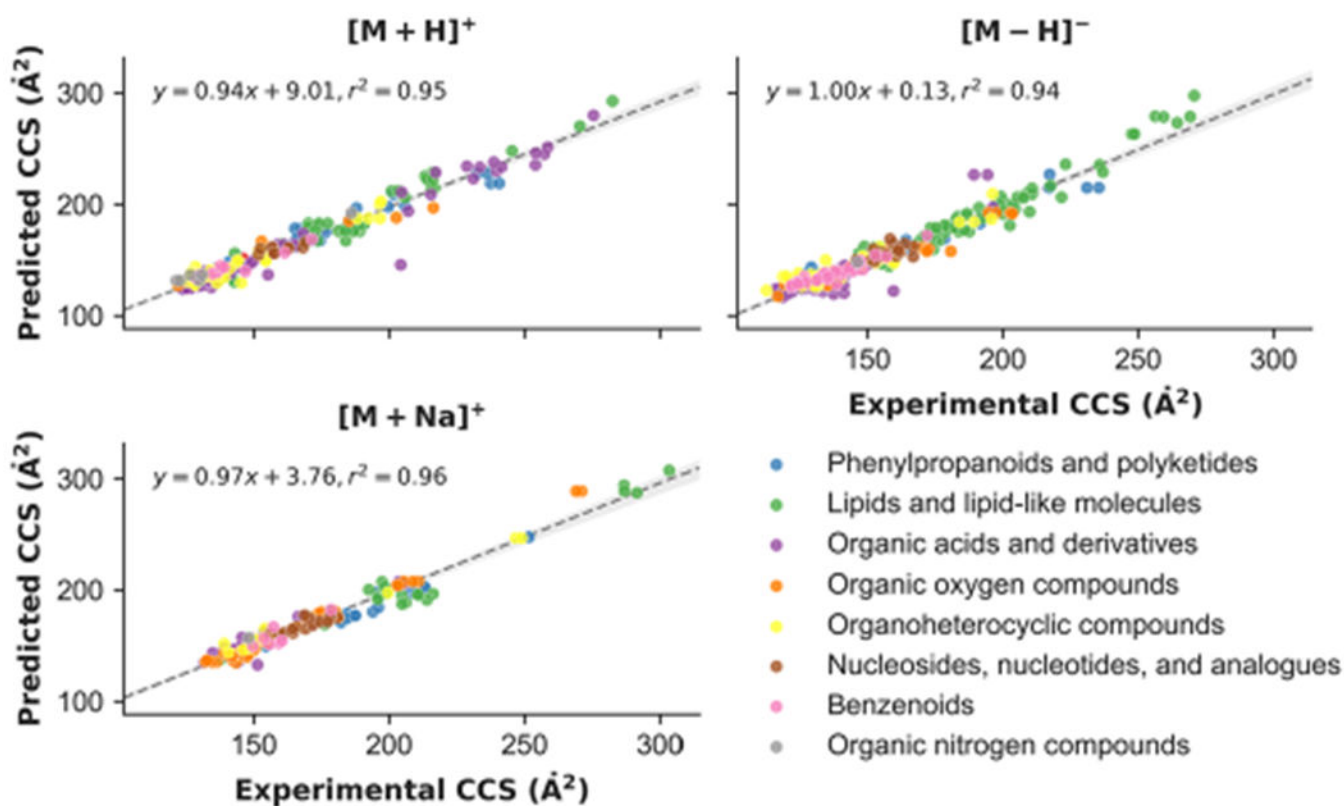 [M + H]⁺
Predicted CCS (Å²)
300
200
100
y = 0.94x + 9.01, r² = 0.95
[M − H]⁻
y = 1.00x + 0.13, r² = 0.94
150 200 250 300
Experimental CCS (Å²)
[M + Na]⁺
Predicted CCS (Å²)
300
200
100
y = 0.97x + 3.76, r² = 0.96
150 200 250 300
Experimental CCS (Å²)
Phenylpropanoids and polyketides
Lipids and lipid-like molecules
Organic acids and derivatives
Organic oxygen compounds
Organoheterocyclic compounds
Nucleosides, nucleotides, and analogues
Benzenoids
Organic nitrogen compounds